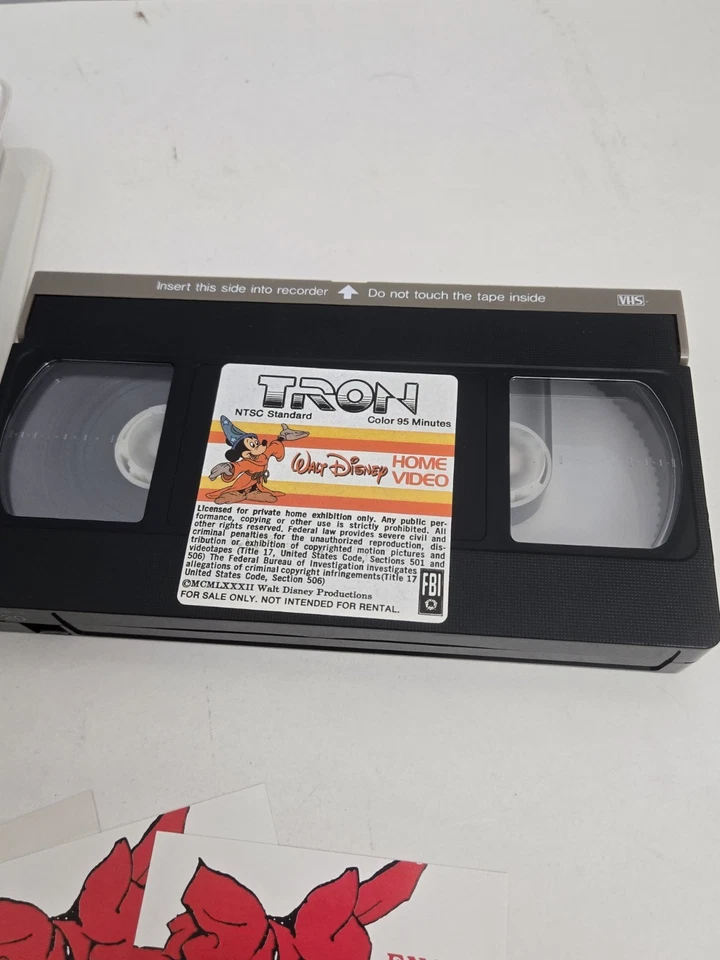 Insert this side into recorder Do not touch the tape inside VHS
TRON
NTSC Standard Color 95 Minutes
Walt Disney HOME
VIDEO
Licensed for private home exhibition only. Any public per-
formance, copying or other use is strictly prohibited. All
other rights reserved. Federal law provides severe civil and
criminal penalties for the unauthorized reproduction, dis-
tribution or exhibition of copyrighted motion pictures and
videotapes (Title 17, United States Code, Sections 501 and
506) The Federal Bureau of Investigation investigates
allegations of criminal copyright infringements(Title 17
United States Code, Section 506)
FBI
©MCMLXXXII Walt Disney Productions
FOR SALE ONLY. NOT INTENDED FOR RENTAL.